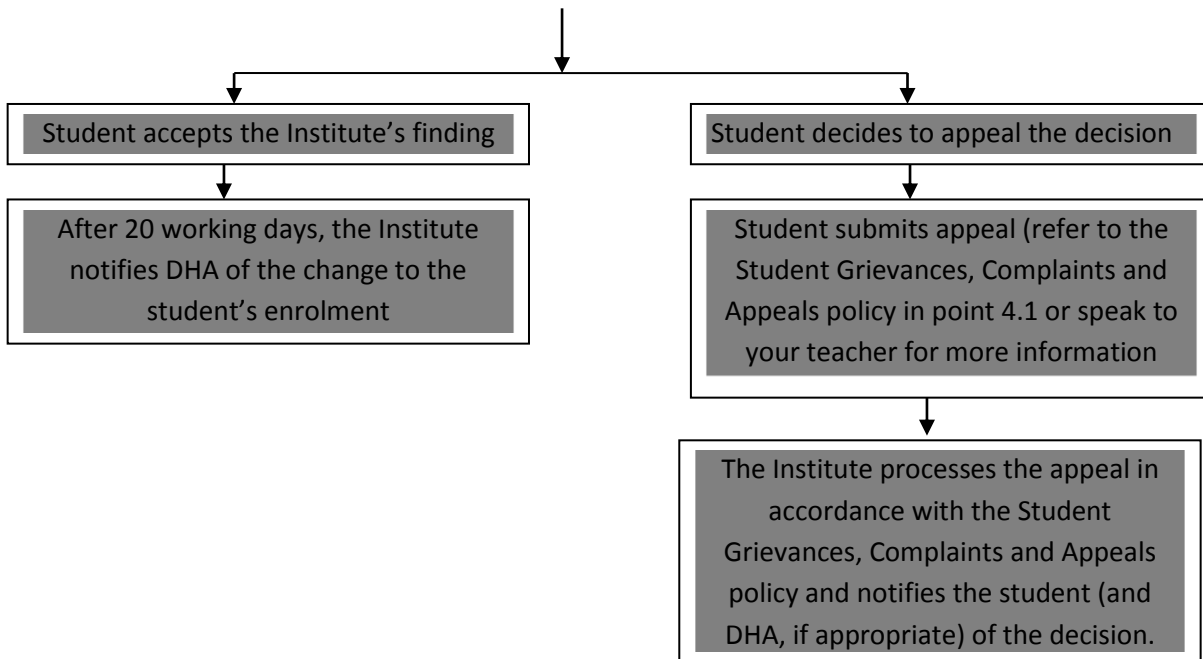 Student accepts the Institute’s finding
After 20 working days, the Institute
notifies DHA of the change to the
student’s enrolment
Student decides to appeal the decision
Student submits appeal (refer to the
Student Grievances, Complaints and
Appeals policy in point 4.1 or speak to
your teacher for more information
The Institute processes the appeal in
accordance with the Student
Grievances, Complaints and Appeals
policy and notifies the student (and
DHA, if appropriate) of the decision.